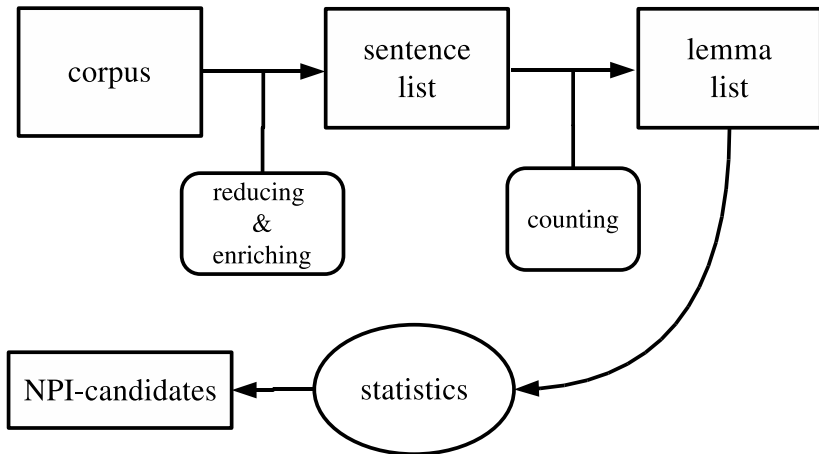 corpus
sentence
list
lemma
list
reducing
&
enriching
counting
NPI-candidates
statistics